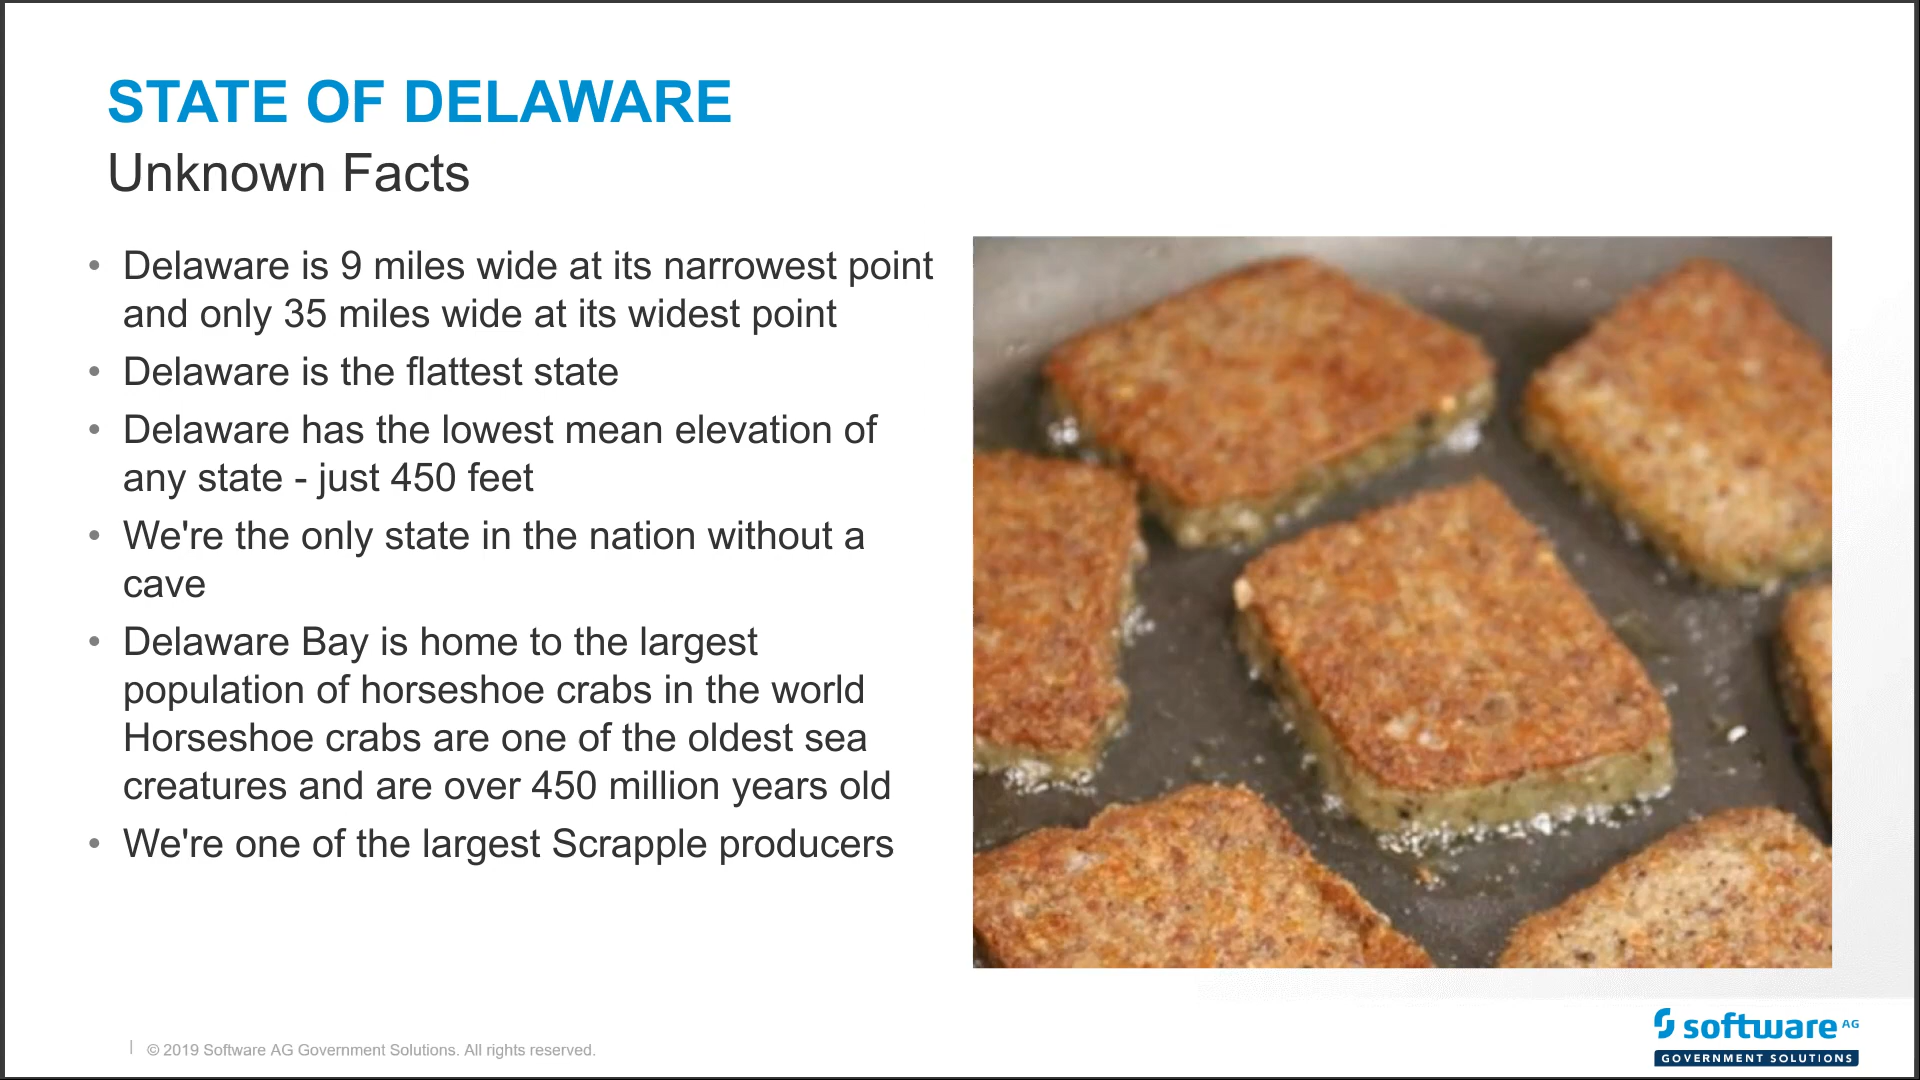 STATE OF DELAWARE
Unknown Facts
• Delaware is 9 miles wide at its narrowest point
and only 35 miles wide at its widest point
• Delaware is the flattest state
• Delaware has the lowest mean elevation of
any state - just 450 feet
• We're the only state in the nation without a
cave
• Delaware Bay is home to the largest
population of horseshoe crabs in the world
Horseshoe crabs are one of the oldest sea
creatures and are over 450 million years old
• We're one of the largest Scrapple producers
| © 2019 Software AG Government Solutions. All rights reserved.
software AG
GOVERNMENT SOLUTIONS